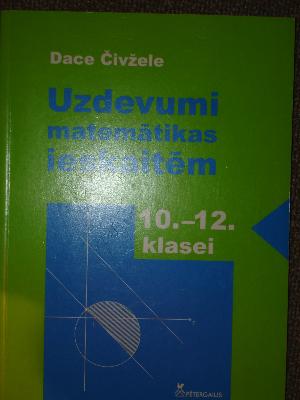 Dace Čivžele
Uzdevumi
matemātikas
ieskaitēm
10.–12.
klasei
PĒTERGAILIS